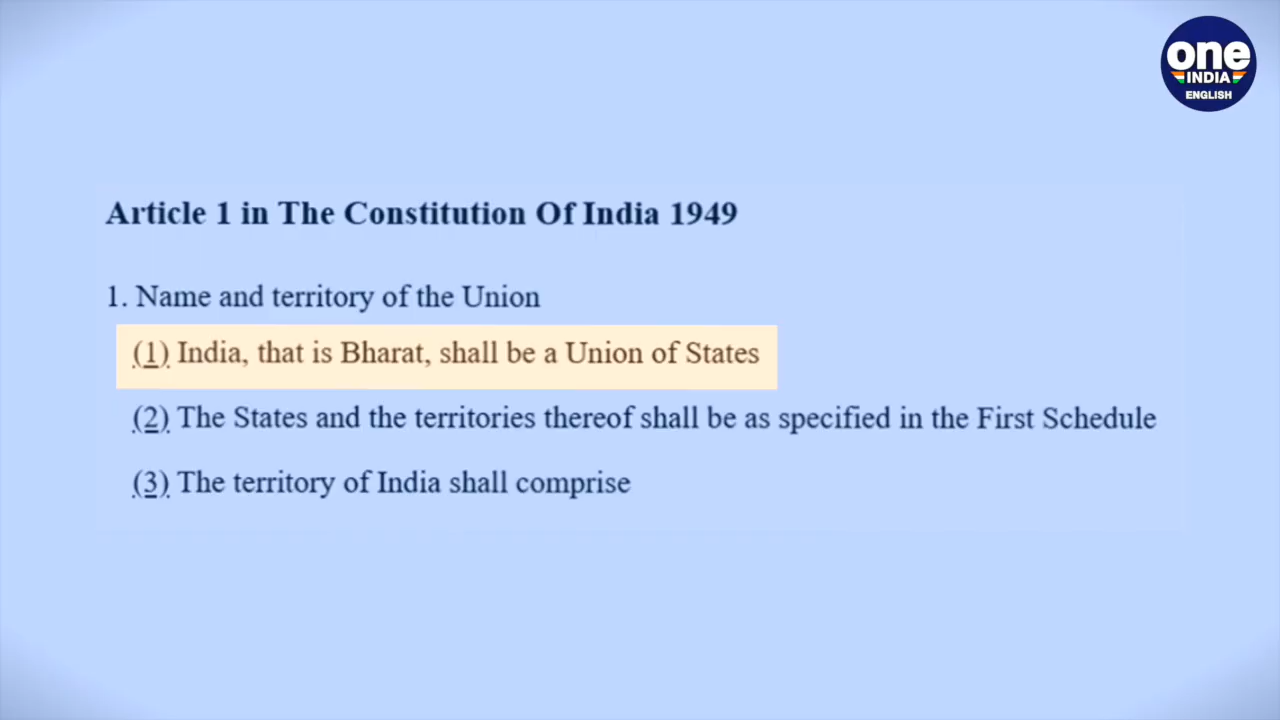 one
INDIA
ENGLISH
Article 1 in The Constitution Of India 1949
1. Name and territory of the Union
(1) India, that is Bharat, shall be a Union of States
(2) The States and the territories thereof shall be as specified in the First Schedule
(3) The territory of India shall comprise